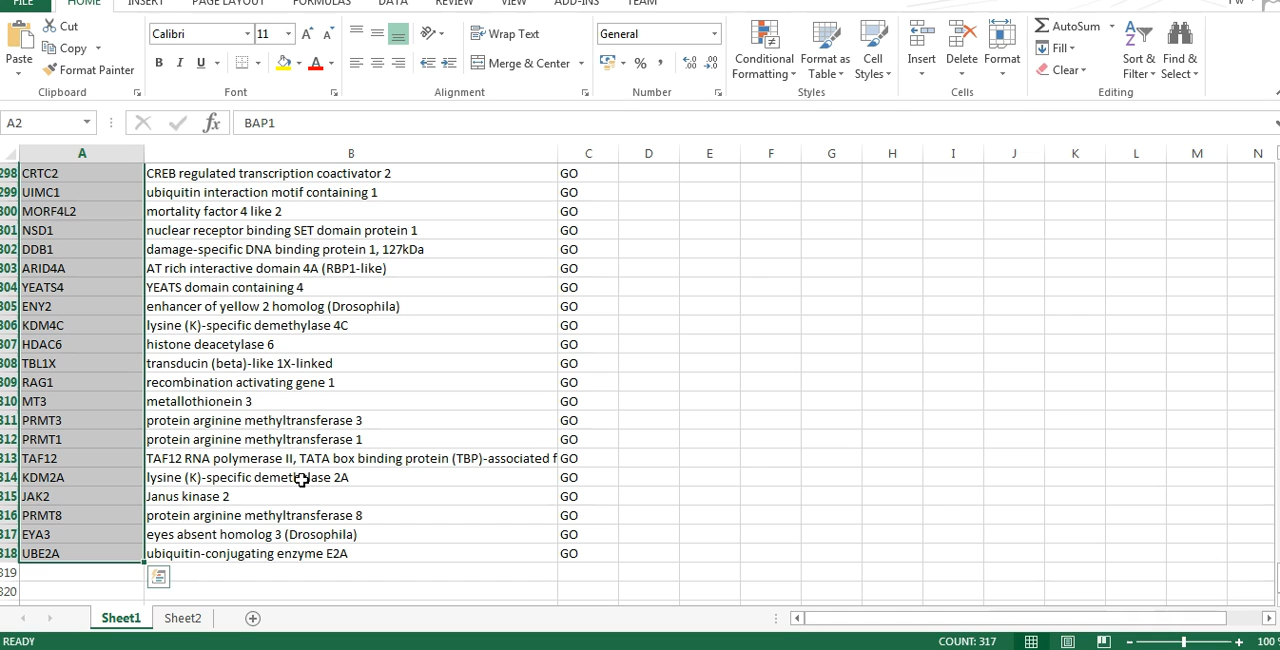 FILE HOME INSERT PAGE LAYOUT FORMULAS DATA REVIEW VIEW ADD-INS TEAM
Cut Calibri 11 Wrap Text General AutoSum
Copy Fill
Paste Format Painter B I U A Merge & Center % , Conditional Formatting Format as Table Cell Styles Insert Delete Format Clear Sort & Filter Find & Select
Clipboard Font Alignment Number Styles Cells Editing
A2 fx BAP1
A B C D E F G H I J K L M N
298 CRTC2 CREB regulated transcription coactivator 2 GO
299 UIMC1 ubiquitin interaction motif containing 1 GO
300 MORF4L2 mortality factor 4 like 2 GO
301 NSD1 nuclear receptor binding SET domain protein 1 GO
302 DDB1 damage-specific DNA binding protein 1, 127kDa GO
303 ARID4A AT rich interactive domain 4A (RBP1-like) GO
304 YEATS4 YEATS domain containing 4 GO
305 ENY2 enhancer of yellow 2 homolog (Drosophila) GO
306 KDM4C lysine (K)-specific demethylase 4C GO
307 HDAC6 histone deacetylase 6 GO
308 TBL1X transducin (beta)-like 1X-linked GO
309 RAG1 recombination activating gene 1 GO
310 MT3 metallothionein 3 GO
311 PRMT3 protein arginine methyltransferase 3 GO
312 PRMT1 protein arginine methyltransferase 1 GO
313 TAF12 TAF12 RNA polymerase II, TATA box binding protein (TBP)-associated f GO
314 KDM2A lysine (K)-specific demethylase 2A GO
315 JAK2 Janus kinase 2 GO
316 PRMT8 protein arginine methyltransferase 8 GO
317 EYA3 eyes absent homolog 3 (Drosophila) GO
318 UBE2A ubiquitin-conjugating enzyme E2A GO
319
320
Sheet1 Sheet2
READY COUNT: 317 100%